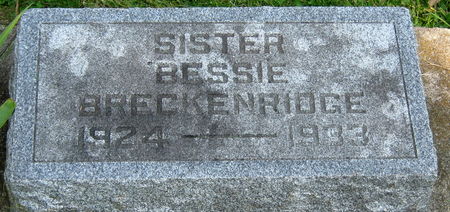 SISTER
BESSIE
BRECKENRIDGE
1924 — 1933